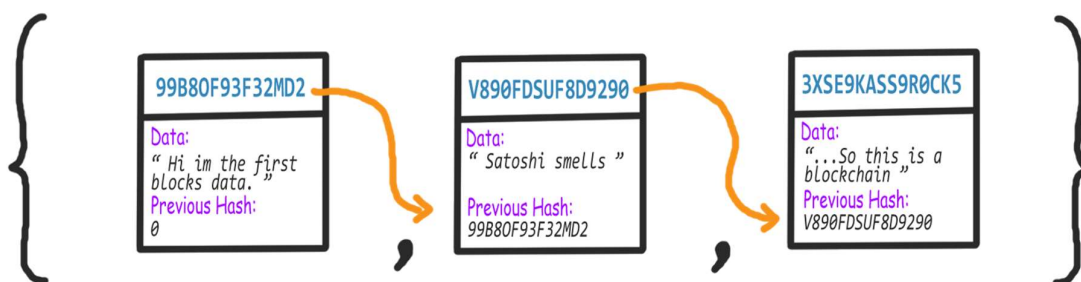 99B8OF93F32MD2
Data:
“ Hi im the first
blocks data. ”
Previous Hash:
0
,
V890FDSUF8D9290
Data:
“ Satoshi smells ”
Previous Hash:
99B8OF93F32MD2
,
3XSE9KASS9R0CK5
Data:
“...So this is a
blockchain ”
Previous Hash:
V890FDSUF8D9290